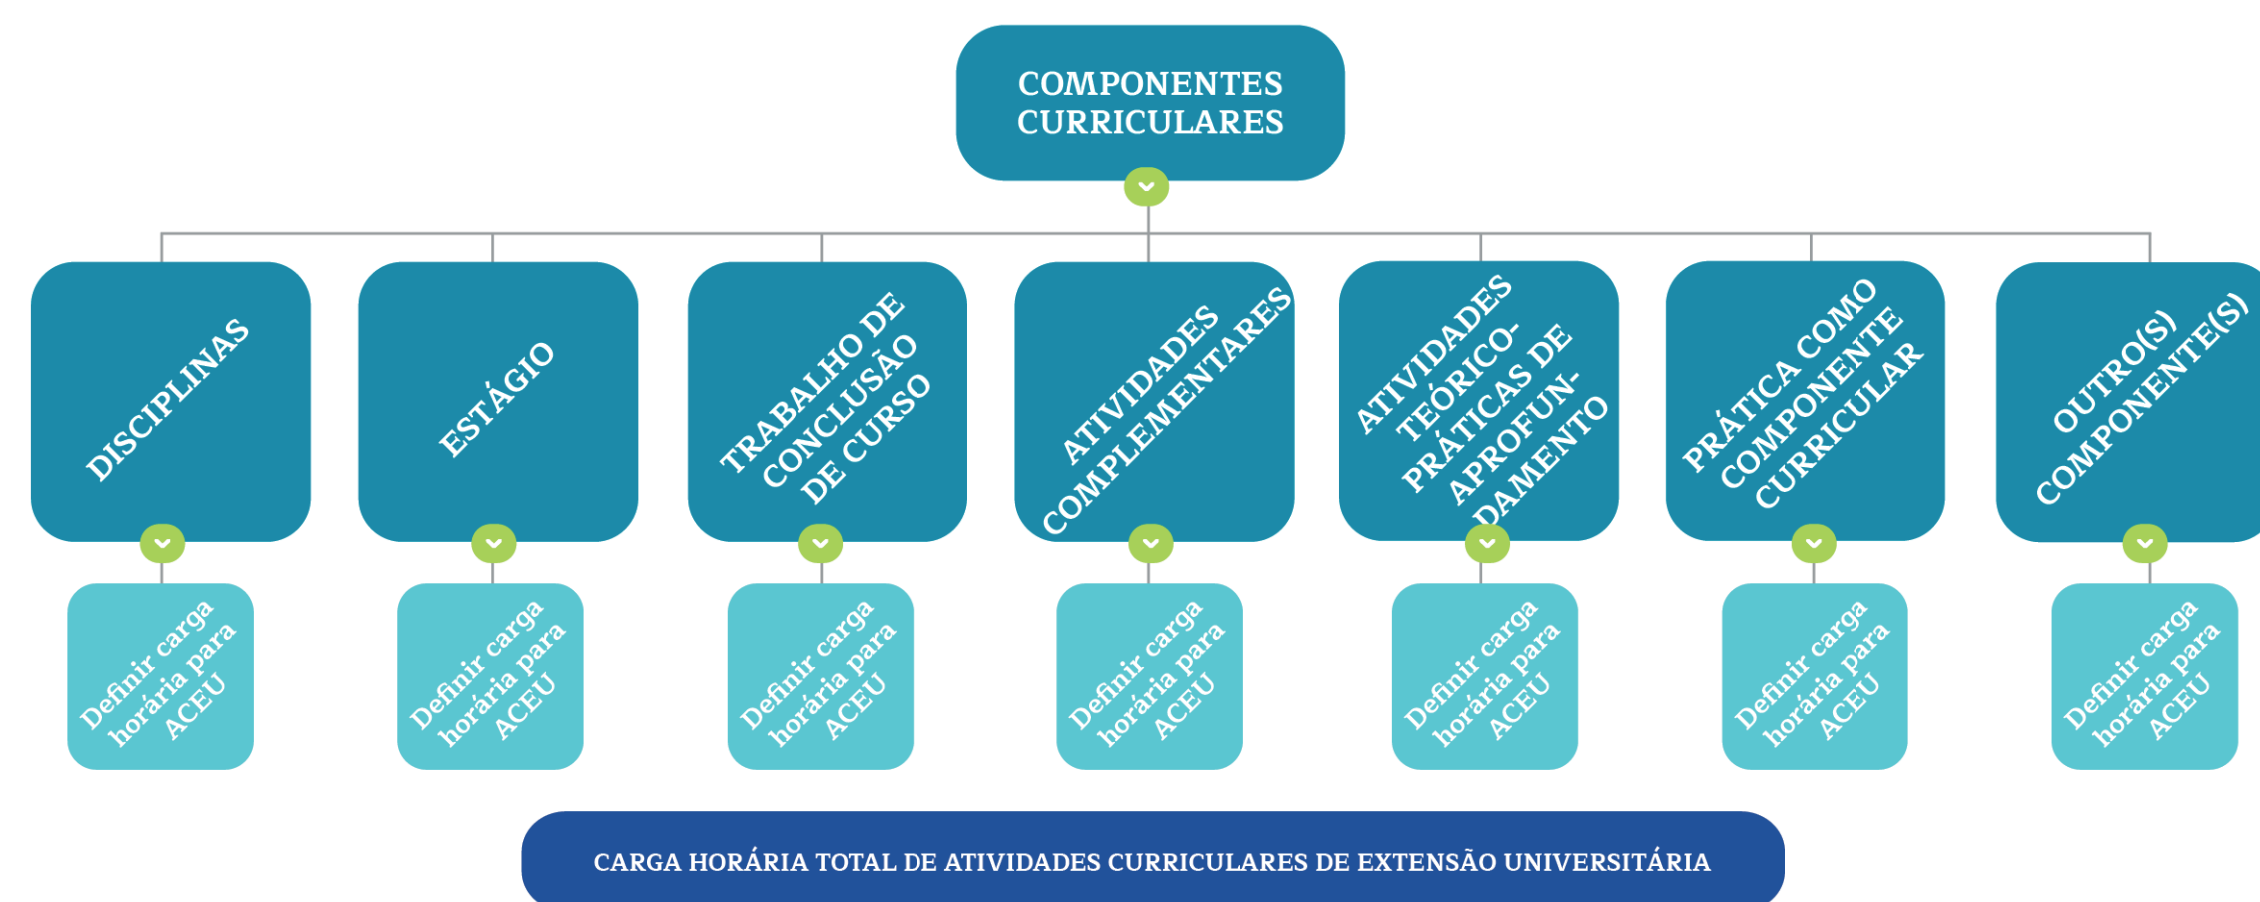 COMPONENTES
CURRICULARES
DISCIPLINAS
ESTÁGIO
TRABALHO DE
CONCLUSÃO
DE CURSO
ATIVIDADES
COMPLEMENTARES
ATIVIDADES
TEÓRICO-
PRÁTICAS DE
APROFUN-
DAMENTO
PRÁTICA COMO
COMPONENTE
CURRICULAR
OUTRO(S)
COMPONENTE(S)
Definir carga
horária para
ACEU
Definir carga
horária para
ACEU
Definir carga
horária para
ACEU
Definir carga
horária para
ACEU
Definir carga
horária para
ACEU
Definir carga
horária para
ACEU
Definir carga
horária para
ACEU
CARGA HORÁRIA TOTAL DE ATIVIDADES CURRICULARES DE EXTENSÃO UNIVERSITÁRIA